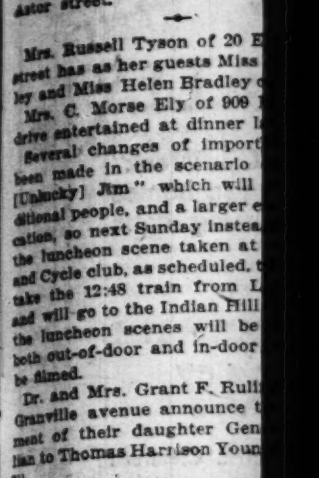 Astor street.
Mrs. Russell Tyson of 20 E
street has as her guests Miss
ley and Miss Helen Bradley
Mrs. C. Morse Ely of 909
drive entertained at dinner
Several changes of import
been made in the scenario
[Unlucky] Jim" which will
ditional people, and a larger
cation, so next Sunday instea
the luncheon scene taken at
and Cycle club, as scheduled,
take the 12:48 train from L
and will go to the Indian Hill
the luncheon scenes will be
both out-of-door and in-door
be filmed.
Dr. and Mrs. Grant F. Rull
Granville avenue announce t
ment of their daughter Gen
lian to Thomas Harrison Youn